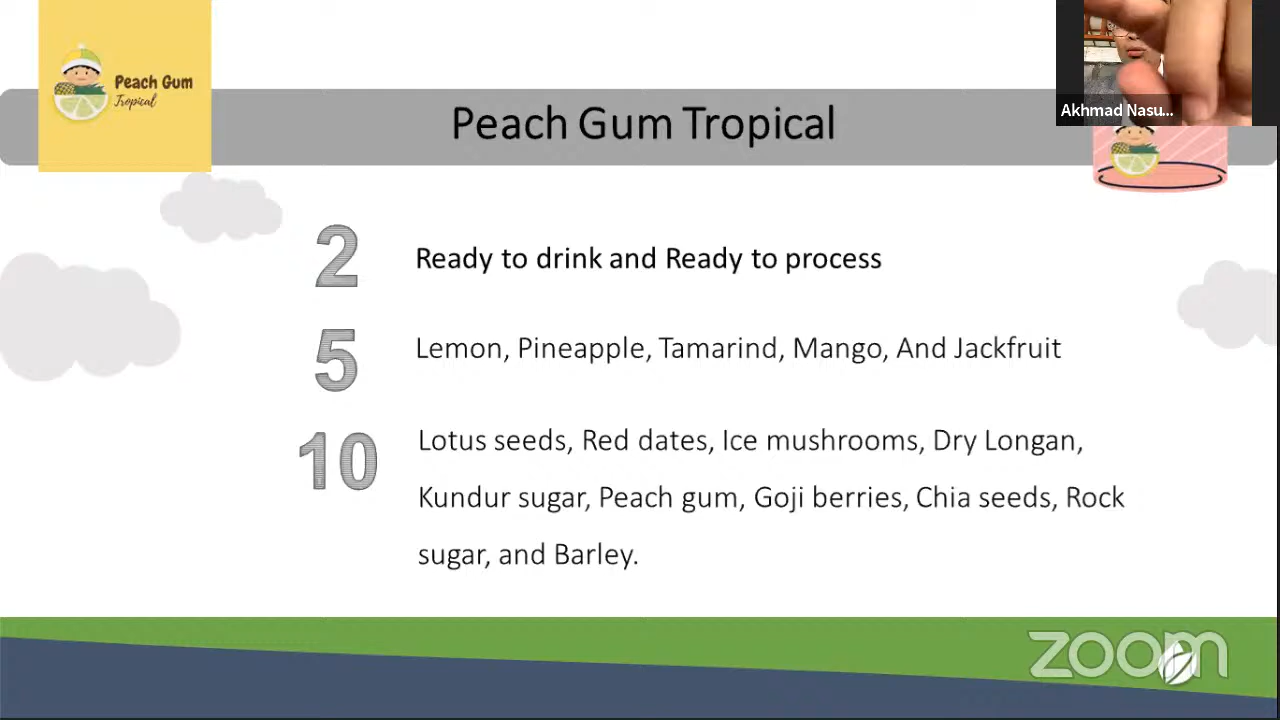 Peach Gum
Tropical
Peach Gum Tropical
Akhmad Nasu...
2
Ready to drink and Ready to process
5
Lemon, Pineapple, Tamarind, Mango, And Jackfruit
10
Lotus seeds, Red dates, Ice mushrooms, Dry Longan,
Kundur sugar, Peach gum, Goji berries, Chia seeds, Rock
sugar, and Barley.
zoom